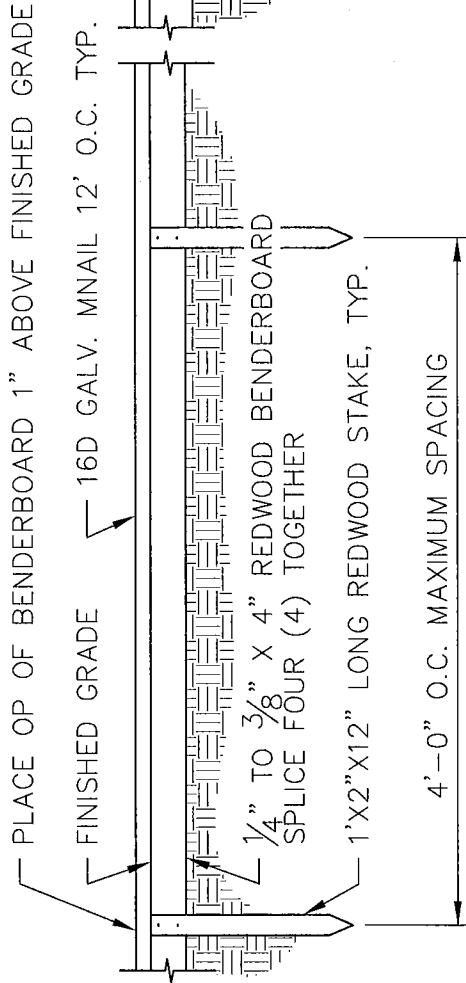 PLACE OP OF BENDERBOARD 1" ABOVE FINISHED GRADE
16D GALV. MNAIL 12' O.C. TYP.
FINISHED GRADE
1/4" TO 3/8" X 4" REDWOOD BENDERBOARD
SPLICE FOUR (4) TOGETHER
1'X2"X12" LONG REDWOOD STAKE, TYP.
4'-0" O.C. MAXIMUM SPACING